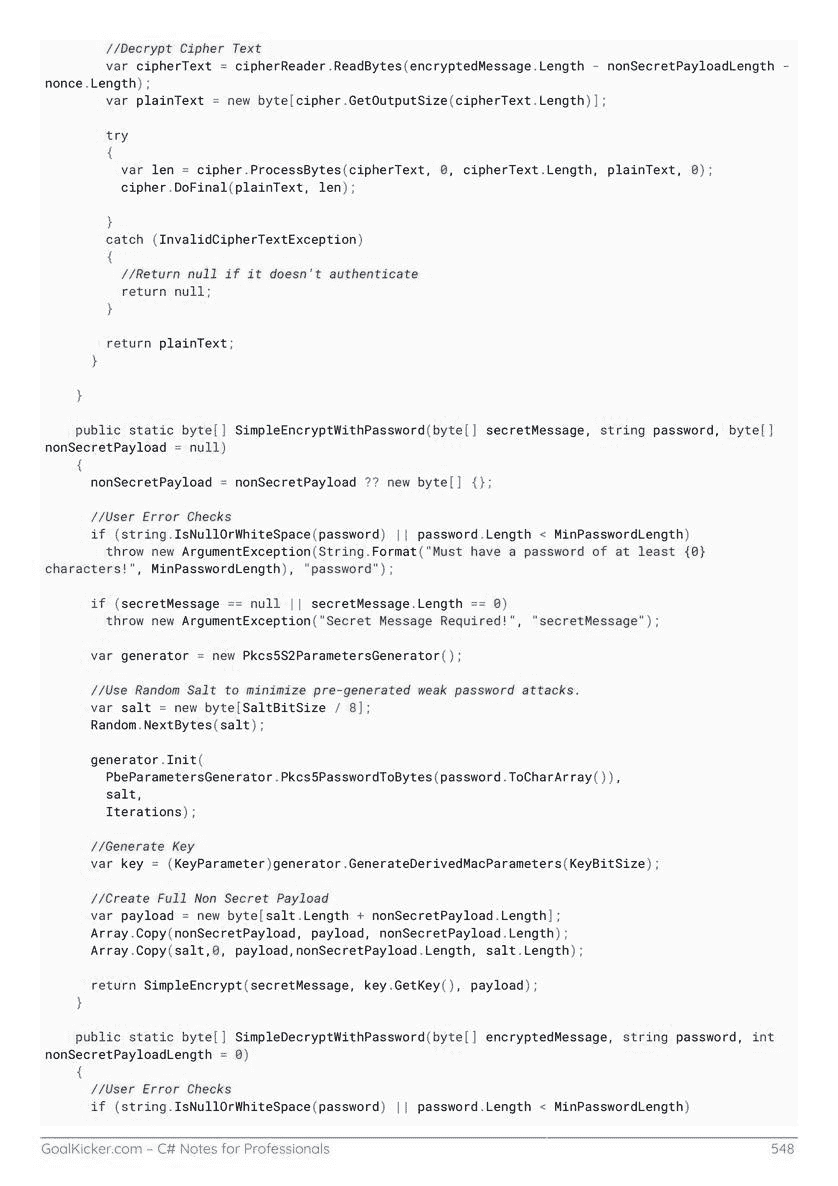 //Decrypt Cipher Text
var cipherText = cipherReader.ReadBytes(encryptedMessage.Length - nonSecretPayloadLength -
nonce.Length);
var plainText = new byte[cipher.GetOutputSize(cipherText.Length)];
try
{
var len = cipher.ProcessBytes(cipherText, 0, cipherText.Length, plainText, 0);
cipher.DoFinal(plainText, len);
}
catch (InvalidCipherTextException)
{
//Return null if it doesn't authenticate
return null;
}
return plainText;
}
}
public static byte[] SimpleEncryptWithPassword(byte[] secretMessage, string password, byte[]
nonSecretPayload = null)
{
nonSecretPayload = nonSecretPayload ?? new byte[] {};
//User Error Checks
if (string.IsNullOrWhiteSpace(password) || password.Length < MinPasswordLength)
throw new ArgumentException(String.Format("Must have a password of at least {0}
characters!", MinPasswordLength), "password");
if (secretMessage == null || secretMessage.Length == 0)
throw new ArgumentException("Secret Message Required!", "secretMessage");
var generator = new Pkcs5S2ParametersGenerator();
//Use Random Salt to minimize pre-generated weak password attacks.
var salt = new byte[SaltBitSize / 8];
Random.NextBytes(salt);
generator.Init(
PbeParametersGenerator.Pkcs5PasswordToBytes(password.ToCharArray()),
salt,
Iterations);
//Generate Key
var key = (KeyParameter)generator.GenerateDerivedMacParameters(KeyBitSize);
//Create Full Non Secret Payload
var payload = new byte[salt.Length + nonSecretPayload.Length];
Array.Copy(nonSecretPayload, payload, nonSecretPayload.Length);
Array.Copy(salt,0, payload,nonSecretPayload.Length, salt.Length);
return SimpleEncrypt(secretMessage, key.GetKey(), payload);
}
public static byte[] SimpleDecryptWithPassword(byte[] encryptedMessage, string password, int
nonSecretPayloadLength = 0)
{
//User Error Checks
if (string.IsNullOrWhiteSpace(password) || password.Length < MinPasswordLength)
GoalKicker.com – C# Notes for Professionals 548